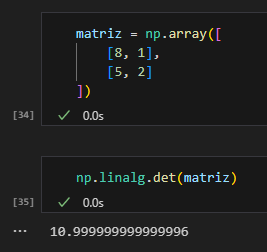 matriz = np.array([
[8, 1],
[5, 2]
])
[34] ✓ 0.0s
np.linalg.det(matriz)
[35] ✓ 0.0s
... 10.999999999999996